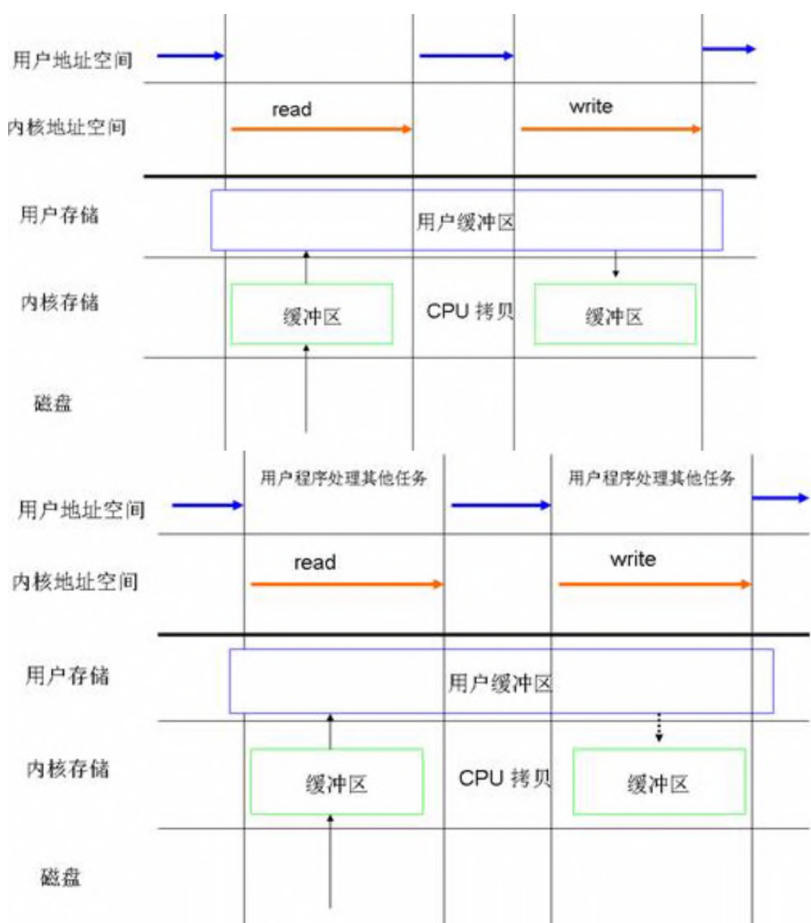 用户地址空间
内核地址空间
read
write
用户存储
用户缓冲区
内核存储
缓冲区
CPU 拷贝
缓冲区
磁盘
用户程序处理其他任务
用户程序处理其他任务
用户地址空间
内核地址空间
read
write
用户存储
用户缓冲区
内核存储
缓冲区
CPU 拷贝
缓冲区
磁盘